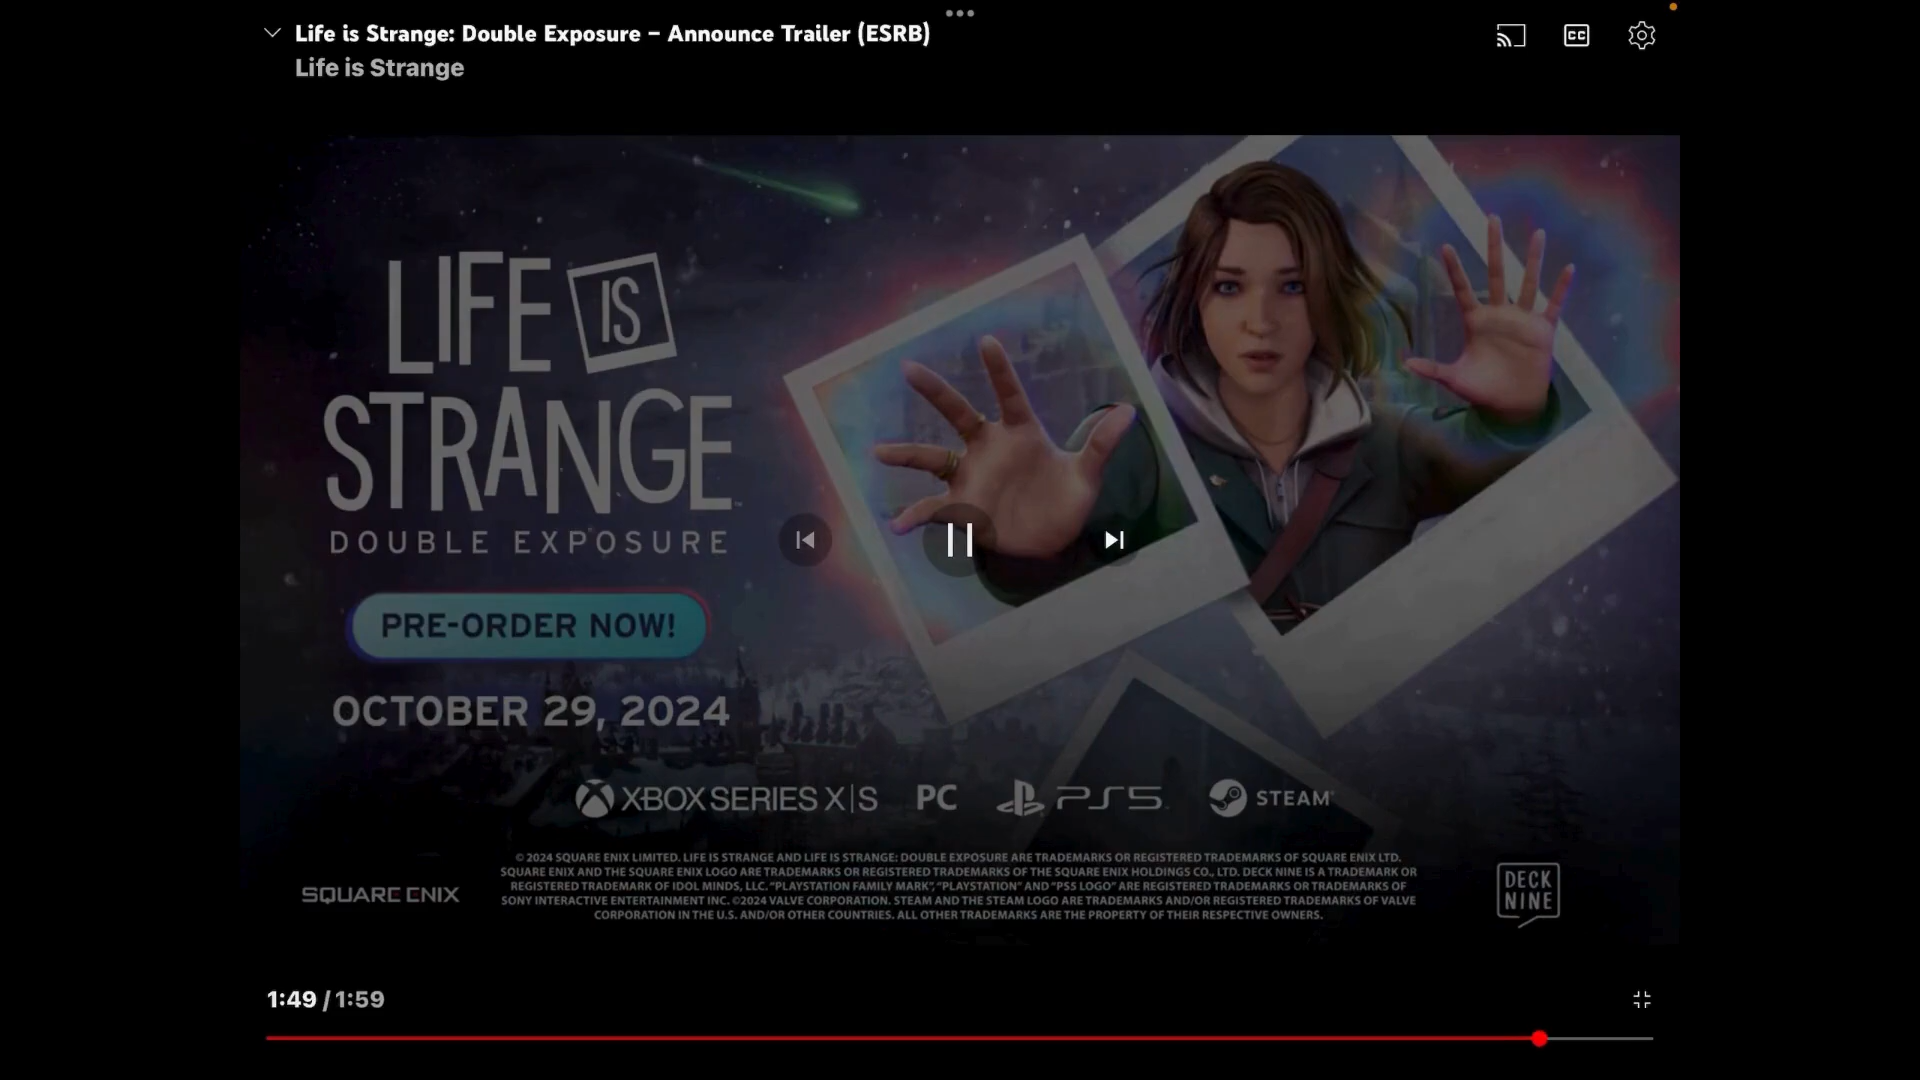 Life is Strange: Double Exposure – Announce Trailer (ESRB)
Life is Strange
CC
LIFE IS
STRANGE™
DOUBLE EXPOSURE
PRE-ORDER NOW!
OCTOBER 29, 2024
XBOX SERIES X|S PC PS5 STEAM
© 2024 SQUARE ENIX LIMITED. LIFE IS STRANGE AND LIFE IS STRANGE: DOUBLE EXPOSURE ARE TRADEMARKS OR REGISTERED TRADEMARKS OF SQUARE ENIX LTD.
SQUARE ENIX AND THE SQUARE ENIX LOGO ARE TRADEMARKS OR REGISTERED TRADEMARKS OF THE SQUARE ENIX HOLDINGS CO., LTD. DECK NINE IS A TRADEMARK OR
REGISTERED TRADEMARK OF IDOL MINDS, LLC. “PLAYSTATION FAMILY MARK”, “PLAYSTATION” AND “PS5 LOGO” ARE REGISTERED TRADEMARKS OR TRADEMARKS OF
SONY INTERACTIVE ENTERTAINMENT INC. ©2024 VALVE CORPORATION. STEAM AND THE STEAM LOGO ARE TRADEMARKS AND/OR REGISTERED TRADEMARKS OF VALVE
CORPORATION IN THE U.S. AND/OR OTHER COUNTRIES. ALL OTHER TRADEMARKS ARE THE PROPERTY OF THEIR RESPECTIVE OWNERS.
SQUARE ENIX
DECK
NINE
1:49 / 1:59